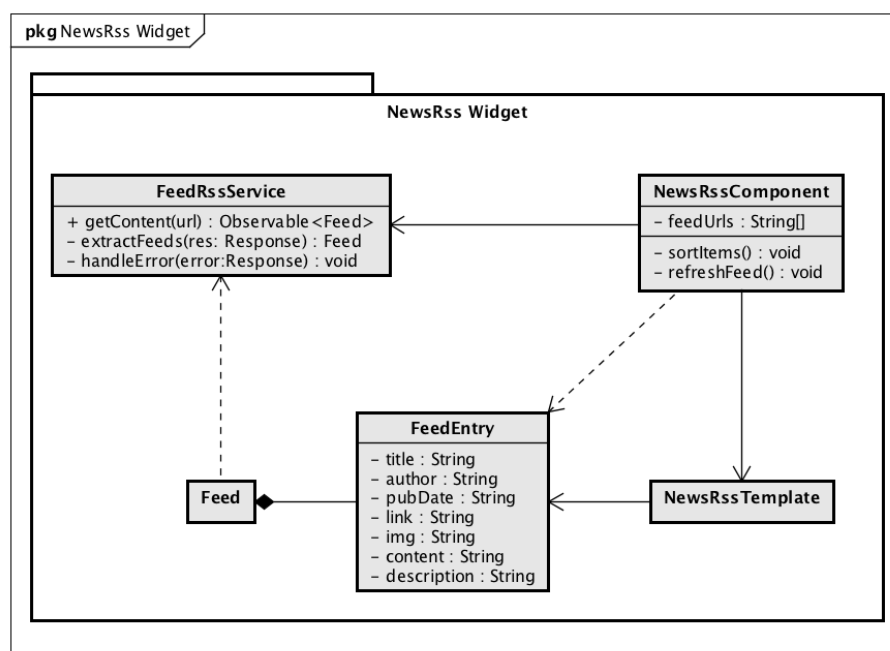 pkg NewsRss Widget
NewsRss Widget
FeedRssService
+ getContent(url) : Observable<Feed>
– extractFeeds(res: Response) : Feed
– handleError(error:Response) : void
NewsRssComponent
– feedUrls : String[]
– sortItems() : void
– refreshFeed() : void
FeedEntry
– title : String
– author : String
– pubDate : String
– link : String
– img : String
– content : String
– description : String
Feed
NewsRssTemplate